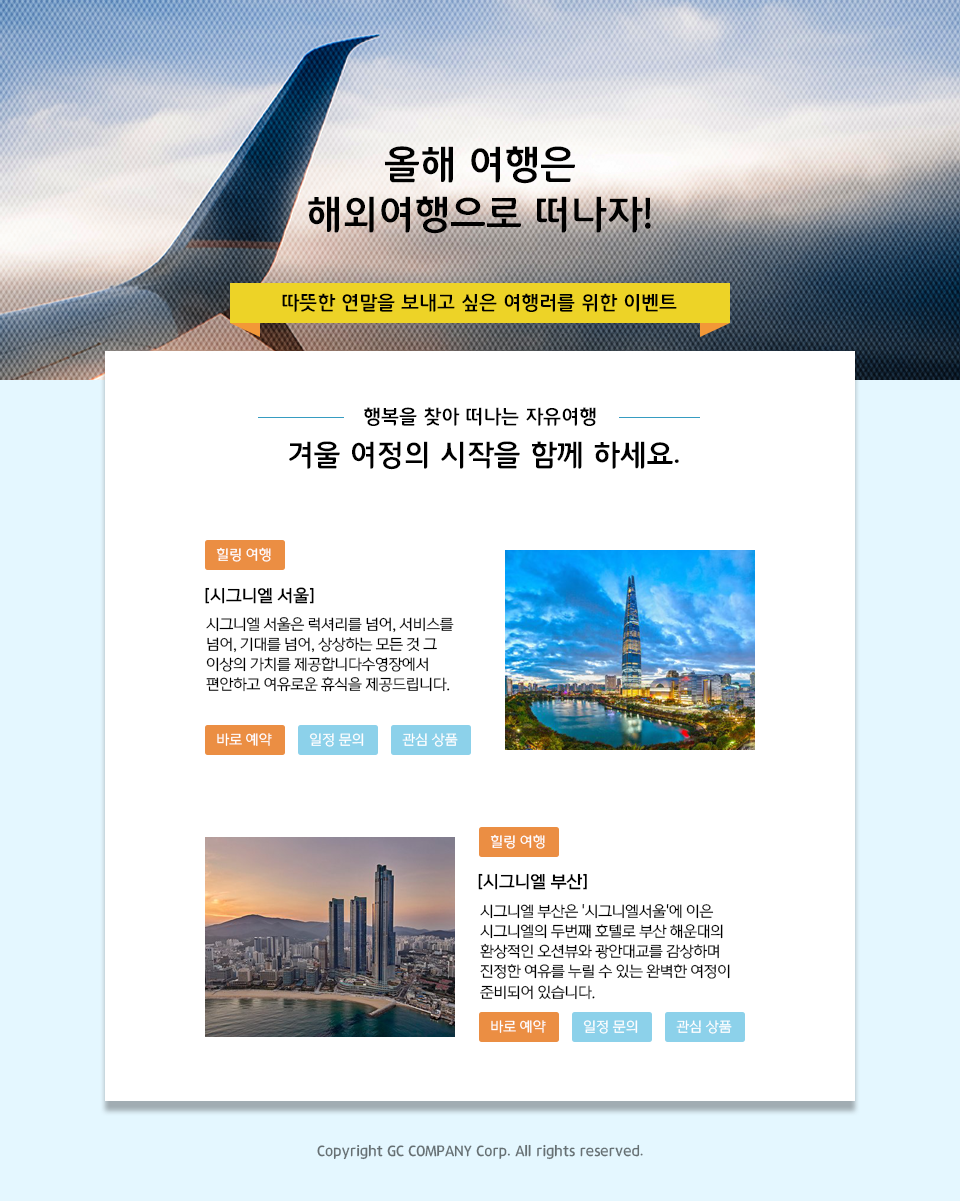 올해 여행은
해외여행으로 떠나자!
따뜻한 연말을 보내고 싶은 여행러를 위한 이벤트
행복을 찾아 떠나는 자유여행
겨울 여정의 시작을 함께 하세요.
힐링 여행
[시그니엘 서울]
시그니엘 서울은 럭셔리를 넘어, 서비스를
넘어, 기대를 넘어, 상상하는 모든 것 그
이상의 가치를 제공합니다수영장에서
편안하고 여유로운 휴식을 제공드립니다.
바로 예약
일정 문의
관심 상품
힐링 여행
[시그니엘 부산]
시그니엘 부산은 '시그니엘서울'에 이은
시그니엘의 두번째 호텔로 부산 해운대의
환상적인 오션뷰와 광안대교를 감상하며
진정한 여유를 누릴 수 있는 완벽한 여정이
준비되어 있습니다.
바로 예약
일정 문의
관심 상품
Copyright GC COMPANY Corp. All rights reserved.